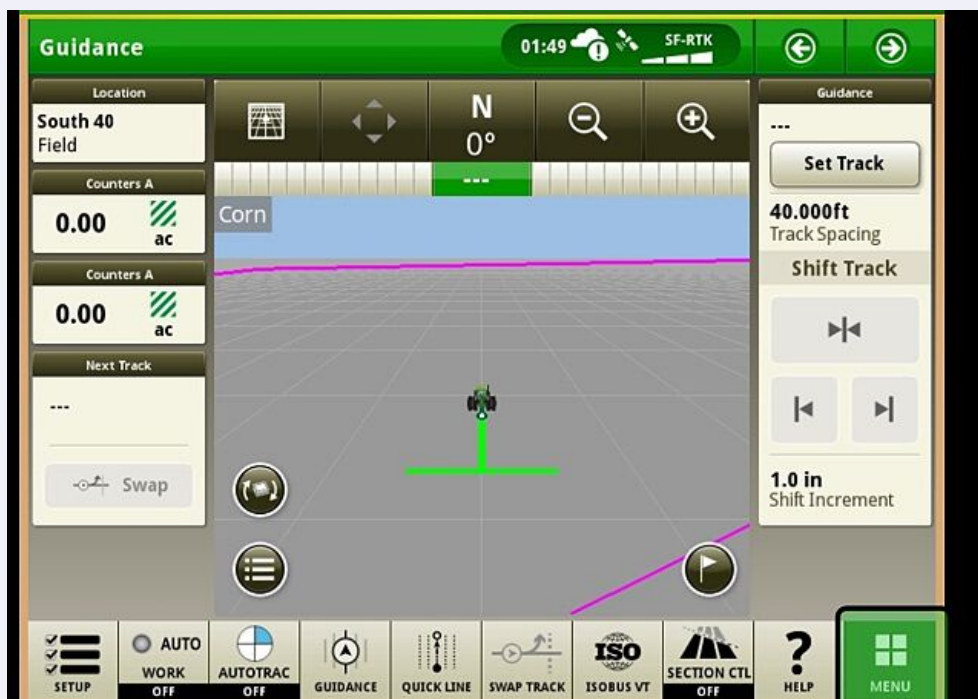 Guidance
01:49
SF-RTK
Location
South 40
Field
Counters A
0.00
ac
Counters A
0.00
ac
Next Track
---
Swap
N
0°
---
Corn
Guidance
---
Set Track
40.000ft
Track Spacing
Shift Track
1.0 in
Shift Increment
SETUP
AUTO
WORK
OFF
AUTOTRAC
OFF
GUIDANCE
QUICK LINE
SWAP TRACK
ISO
ISOBUS VT
SECTION CTL
OFF
?
HELP
MENU